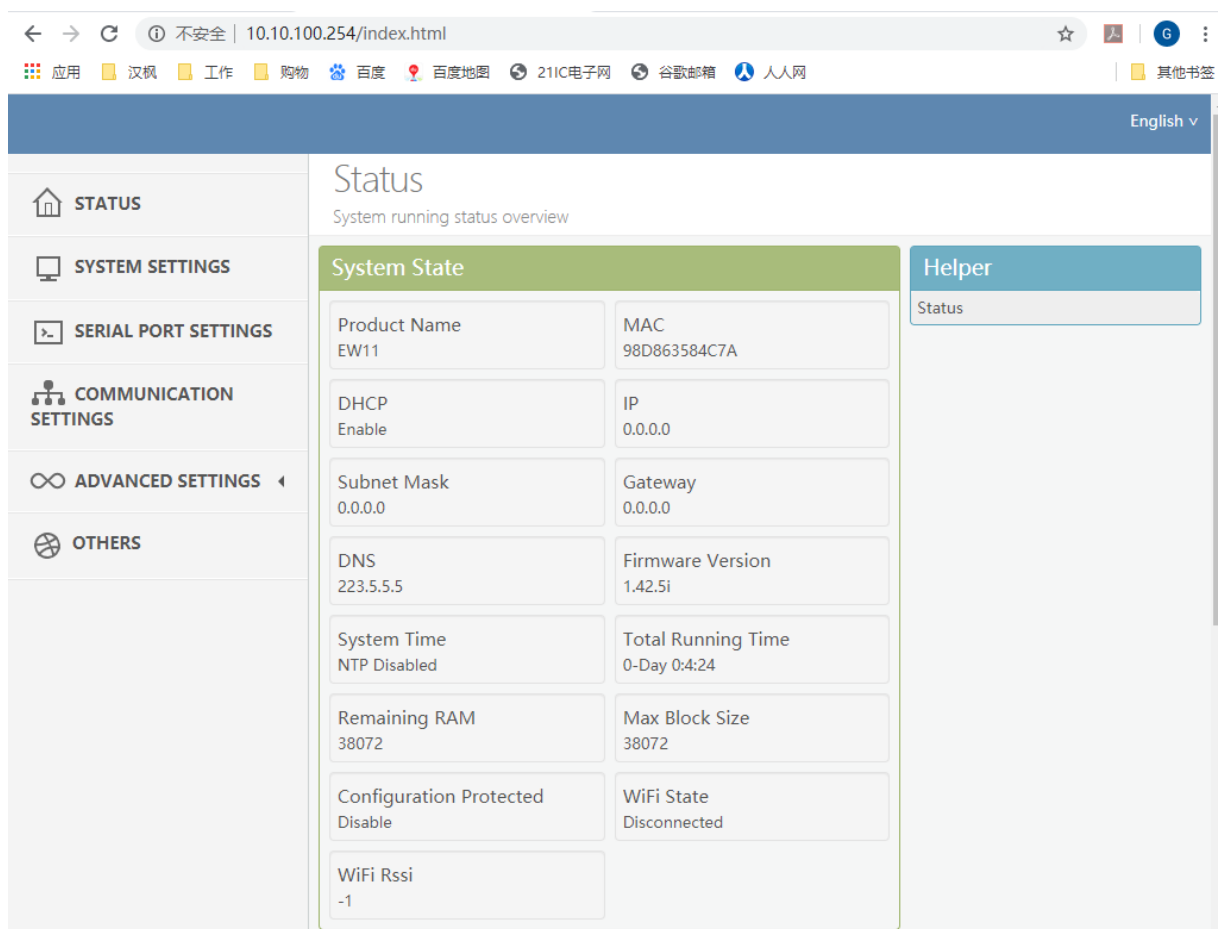 不安全 | 10.10.100.254/index.html
G
应用 汉枫 工作 购物 百度 百度地图 21IC电子网 谷歌邮箱 人人网 其他书签
English v
STATUS
SYSTEM SETTINGS
SERIAL PORT SETTINGS
COMMUNICATION
SETTINGS
ADVANCED SETTINGS
OTHERS
Status
System running status overview
System State
Product Name
EW11
MAC
98D863584C7A
DHCP
Enable
IP
0.0.0.0
Subnet Mask
0.0.0.0
Gateway
0.0.0.0
DNS
223.5.5.5
Firmware Version
1.42.5i
System Time
NTP Disabled
Total Running Time
0-Day 0:4:24
Remaining RAM
38072
Max Block Size
38072
Configuration Protected
Disable
WiFi State
Disconnected
WiFi Rssi
-1
Helper
Status